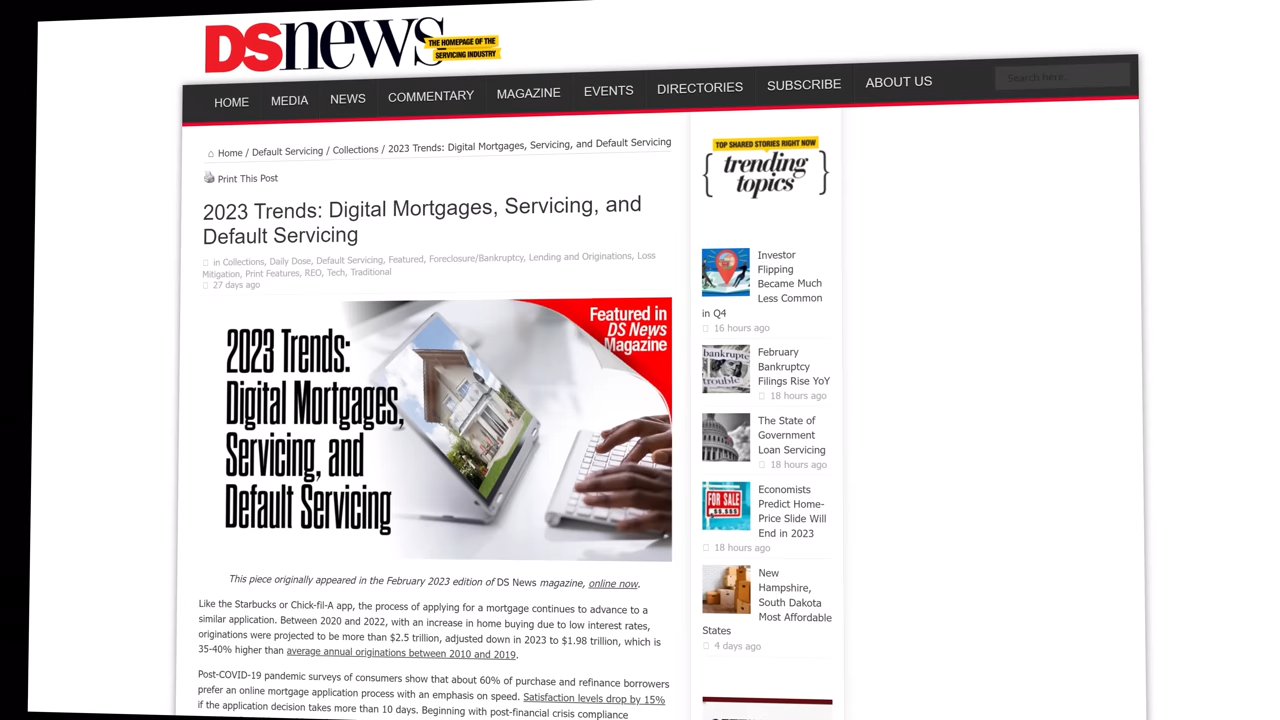 DSnews
THE HOMEPAGE OF THE
SERVICING INDUSTRY
HOME MEDIA NEWS COMMENTARY MAGAZINE EVENTS DIRECTORIES SUBSCRIBE ABOUT US Search here..
Home / Default Servicing / Collections / 2023 Trends: Digital Mortgages, Servicing, and Default Servicing
Print This Post
2023 Trends: Digital Mortgages, Servicing, and
Default Servicing
in Collections, Daily Dose, Default Servicing, Featured, Foreclosure/Bankruptcy, Lending and Originations, Loss
Mitigation, Print Features, REO, Tech, Traditional
27 days ago
Featured in
DS News
Magazine
2023 Trends:
Digital Mortgages,
Servicing, and
Default Servicing
This piece originally appeared in the February 2023 edition of DS News magazine, online now.
Like the Starbucks or Chick-fil-A app, the process of applying for a mortgage continues to advance to a
similar application. Between 2020 and 2022, with an increase in home buying due to low interest rates,
originations were projected to be more than $2.5 trillion, adjusted down in 2023 to $1.98 trillion, which is
35-40% higher than average annual originations between 2010 and 2019.
Post-COVID-19 pandemic surveys of consumers show that about 60% of purchase and refinance borrowers
prefer an online mortgage application process with an emphasis on speed. Satisfaction levels drop by 15%
if the application decision takes more than 10 days. Beginning with post-financial crisis compliance
TOP SHARED STORIES RIGHT NOW
{ trending
topics }
Investor
Flipping
Became Much
Less Common
in Q4
16 hours ago
bankrupt
trouble
February
Bankruptcy
Filings Rise YoY
18 hours ago
The State of
Government
Loan Servicing
18 hours ago
FOR SALE
$$,$$$
Economists
Predict Home-
Price Slide Will
End in 2023
18 hours ago
New
Hampshire,
South Dakota
Most Affordable
States
4 days ago